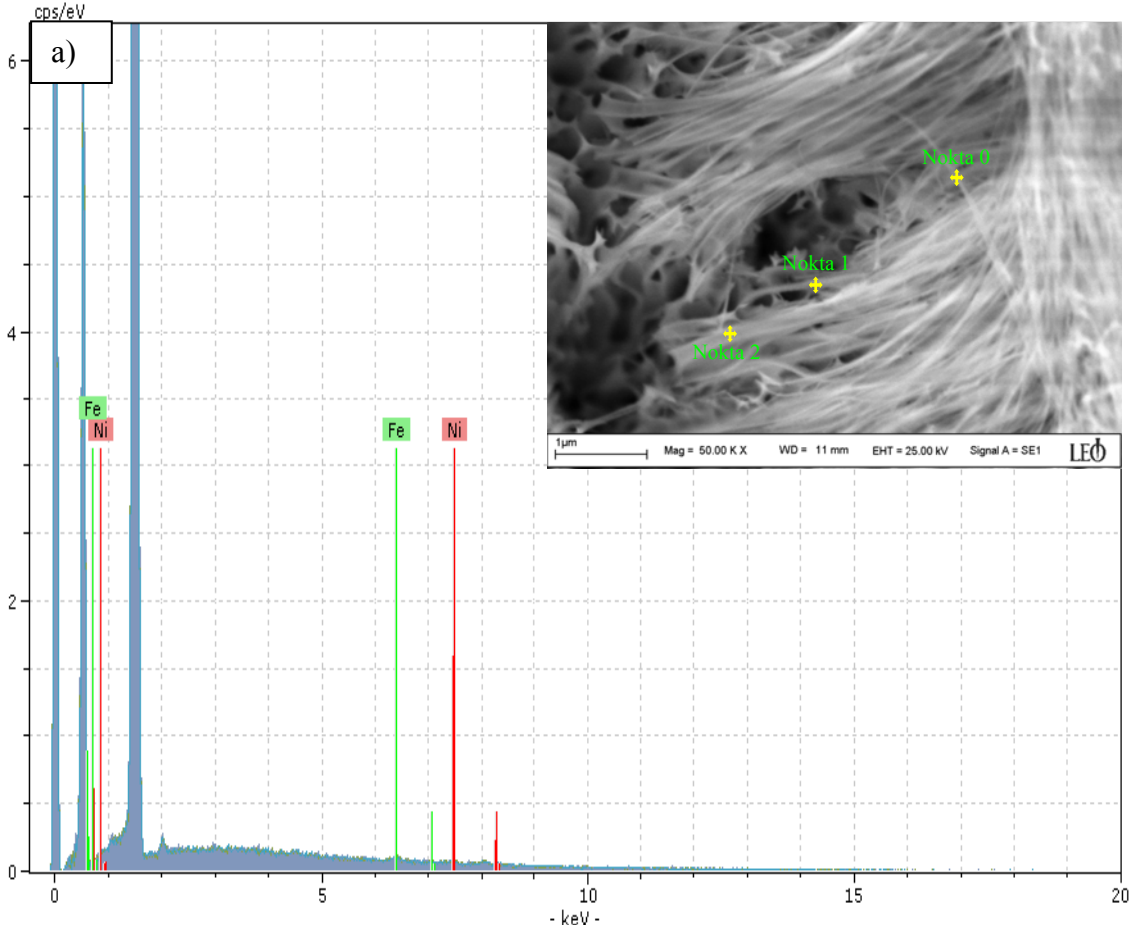 cps/eV
a)
6
4
2
0
Fe
Ni
Fe
Ni
0 5 10 15 20
- keV -
Nokta 0
Nokta 1
Nokta 2
1µm
Mag = 50.00 K X WD = 11 mm EHT = 25.00 kV Signal A = SE1 LEO